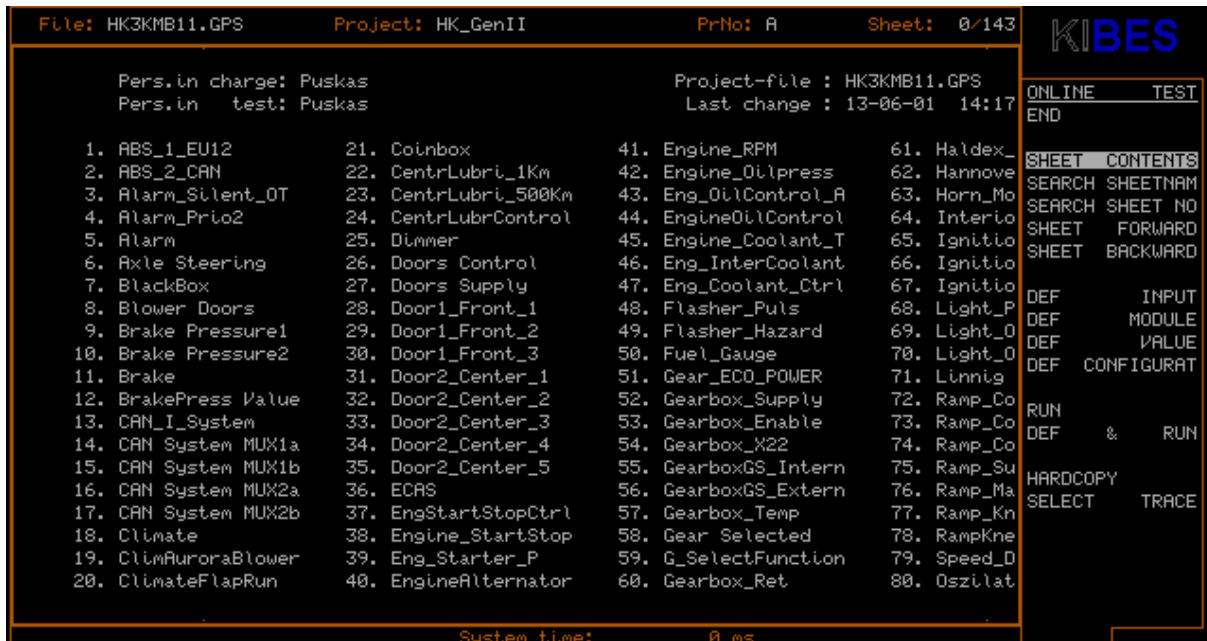 File: HK3KMB11.GPS Project: HK_GenII PrNo: A Sheet: 0/143
KIBES
Pers.in charge: Puskas Project-file : HK3KMB11.GPS
Pers.in test: Puskas Last change : 13-06-01 14:17
1. ABS_1_EU12 21. Coinbox 41. Engine_RPM 61. Haldex_
2. ABS_2_CAN 22. CentrLubri_1Km 42. Engine_Oilpress 62. Hannove
3. Alarm_Silent_OT 23. CentrLubri_500Km 43. Eng_OilControl_A 63. Horn_Mo
4. Alarm_Prio2 24. CentrLubrControl 44. EngineOilControl 64. Interio
5. Alarm 25. Dimmer 45. Engine_Coolant_T 65. Ignitio
6. Axle Steering 26. Doors Control 46. Eng_InterCoolant 66. Ignitio
7. BlackBox 27. Doors Supply 47. Eng_Coolant_Ctrl 67. Ignitio
8. Blower Doors 28. Door1_Front_1 48. Flasher_Puls 68. Light_P
9. Brake Pressure1 29. Door1_Front_2 49. Flasher_Hazard 69. Light_O
10. Brake Pressure2 30. Door1_Front_3 50. Fuel_Gauge 70. Light_O
11. Brake 31. Door2_Center_1 51. Gear_ECO_POWER 71. Linnig
12. BrakePress Value 32. Door2_Center_2 52. Gearbox_Supply 72. Ramp_Co
13. CAN_I_System 33. Door2_Center_3 53. Gearbox_Enable 73. Ramp_Co
14. CAN System MUX1a 34. Door2_Center_4 54. Gearbox_X22 74. Ramp_Co
15. CAN System MUX1b 35. Door2_Center_5 55. GearboxGS_Intern 75. Ramp_Su
16. CAN System MUX2a 36. ECAS 56. GearboxGS_Extern 76. Ramp_Ma
17. CAN System MUX2b 37. EngStartStopCtrl 57. Gearbox_Temp 77. Ramp_Kn
18. Climate 38. Engine_StartStop 58. Gear Selected 78. RampKne
19. ClimAuroraBlower 39. Eng_Starter_P 59. G_SelectFunction 79. Speed_D
20. ClimateFlapRun 40. EngineAlternator 60. Gearbox_Ret 80. Oszilat
ONLINE TEST
END
SHEET CONTENTS
SEARCH SHEETNAM
SEARCH SHEET NO
SHEET FORWARD
SHEET BACKWARD
DEF INPUT
DEF MODULE
DEF VALUE
DEF CONFIGURAT
RUN
DEF & RUN
HARDCOPY
SELECT TRACE
System time: 0 ms